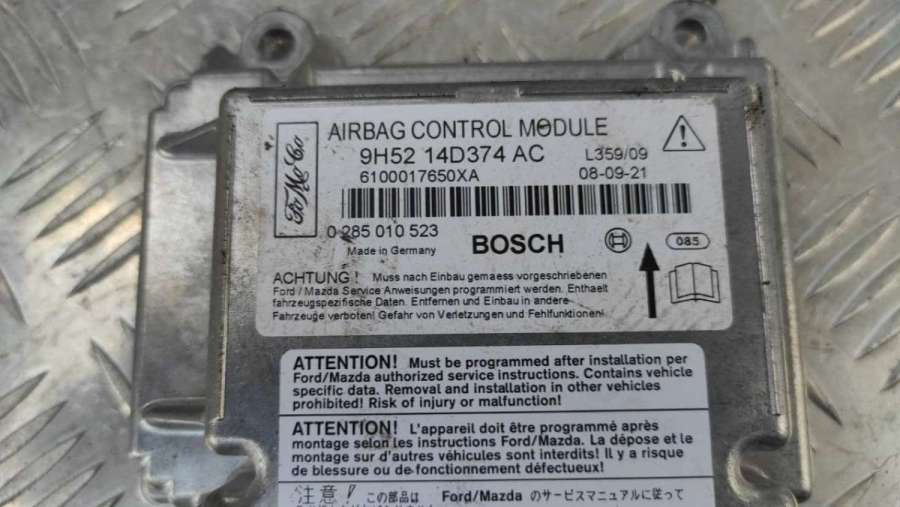 FoMoCo
AIRBAG CONTROL MODULE
9H52 14D374 AC
L359/09
6100017650XA
08-09-21
0 285 010 523
Made in Germany
BOSCH
085
ACHTUNG ! Muss nach Einbau gemaess vorgeschriebenen
Ford / Mazda Service Anweisungen programmiert werden. Enthaelt
fahrzeugspezifische Daten. Entfernen und Einbau in andere
Fahrzeuge verboten! Gefahr von Verletzungen und Fehlfunktionen!
ATTENTION! Must be programmed after installation per
Ford/Mazda authorized service instructions. Contains vehicle
specific data. Removal and installation in other vehicles
prohibited! Risk of injury or malfunction!
ATTENTION! L'appareil doit être programmé après
montage selon les instructions Ford/Mazda. La dépose et le
montage sur d'autres véhicules sont interdits! Il y a risque
de blessure ou de fonctionnement défectueux!
注意! この部品は Ford/Mazda のサービスマニュアルに従って